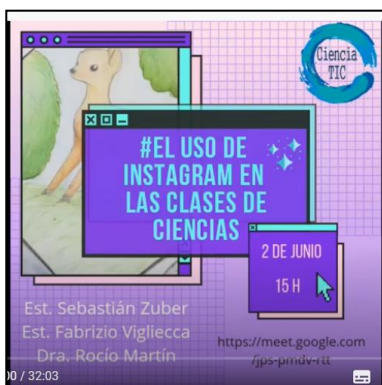 Ciencia
TIC
#EL USO DE
INSTAGRAM EN
LAS CLASES DE
CIENCIAS
2 DE JUNIO
15 H
Est. Sebastián Zuber
Est. Fabrizio Vigliecca
Dra. Rocío Martín
https://meet.google.com
/jps-pmdv-rtt
00 / 32:03